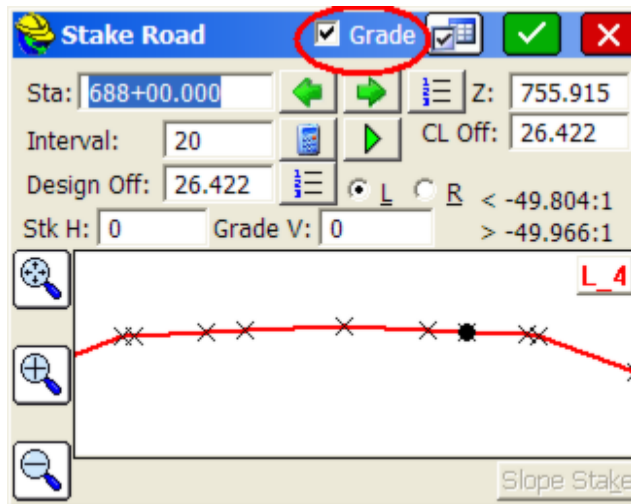 Stake Road Grade
Sta: 688+00.000 Z: 755.915
Interval: 20 CL Off: 26.422
Design Off: 26.422 L R < -49.804:1
Stk H: 0 Grade V: 0 > -49.966:1
L_4
Slope Stake